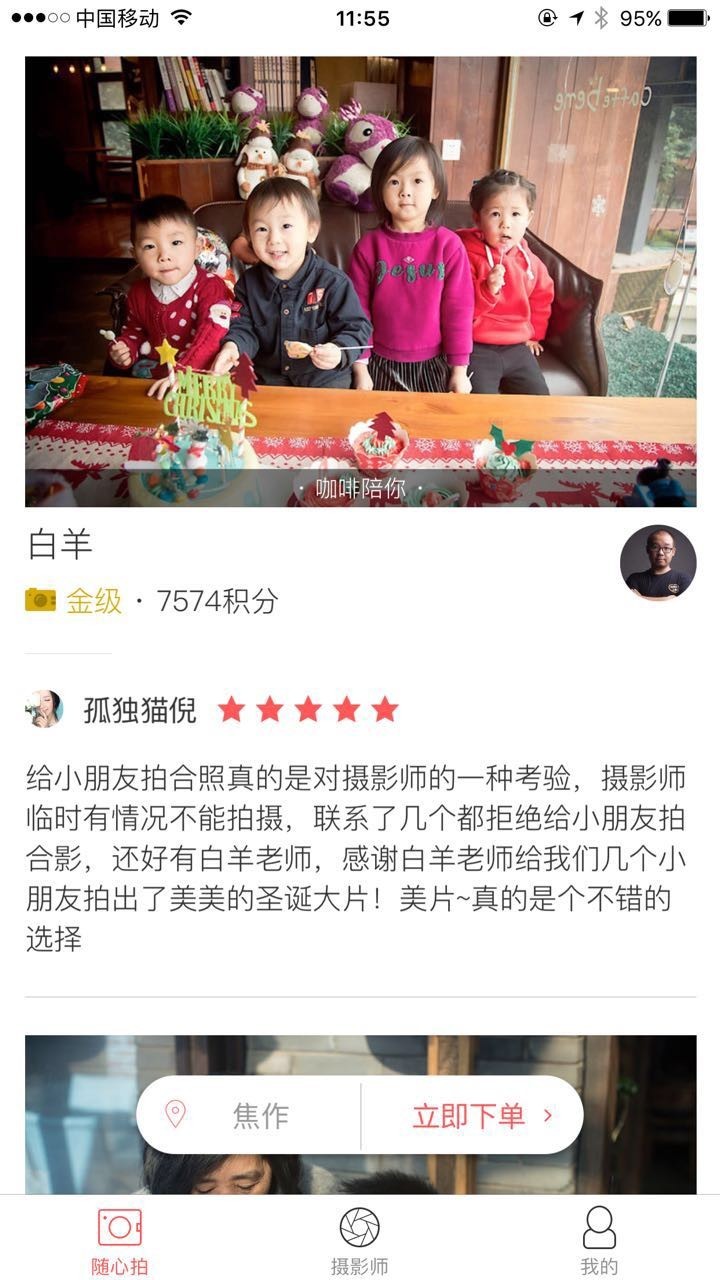 中国移动
11:55
95%
Caffebene
Jesus
MERRY
CHRISTMAS
· 咖啡陪你 ·
白羊
金级 · 7574积分
孤独猫倪
给小朋友拍合照真的是对摄影师的一种考验，摄影师
临时有情况不能拍摄，联系了几个都拒绝给小朋友拍
合影，还好有白羊老师，感谢白羊老师给我们几个小
朋友拍出了美美的圣诞大片！美片~真的是个不错的
选择
焦作
立即下单 ›
随心拍
摄影师
我的